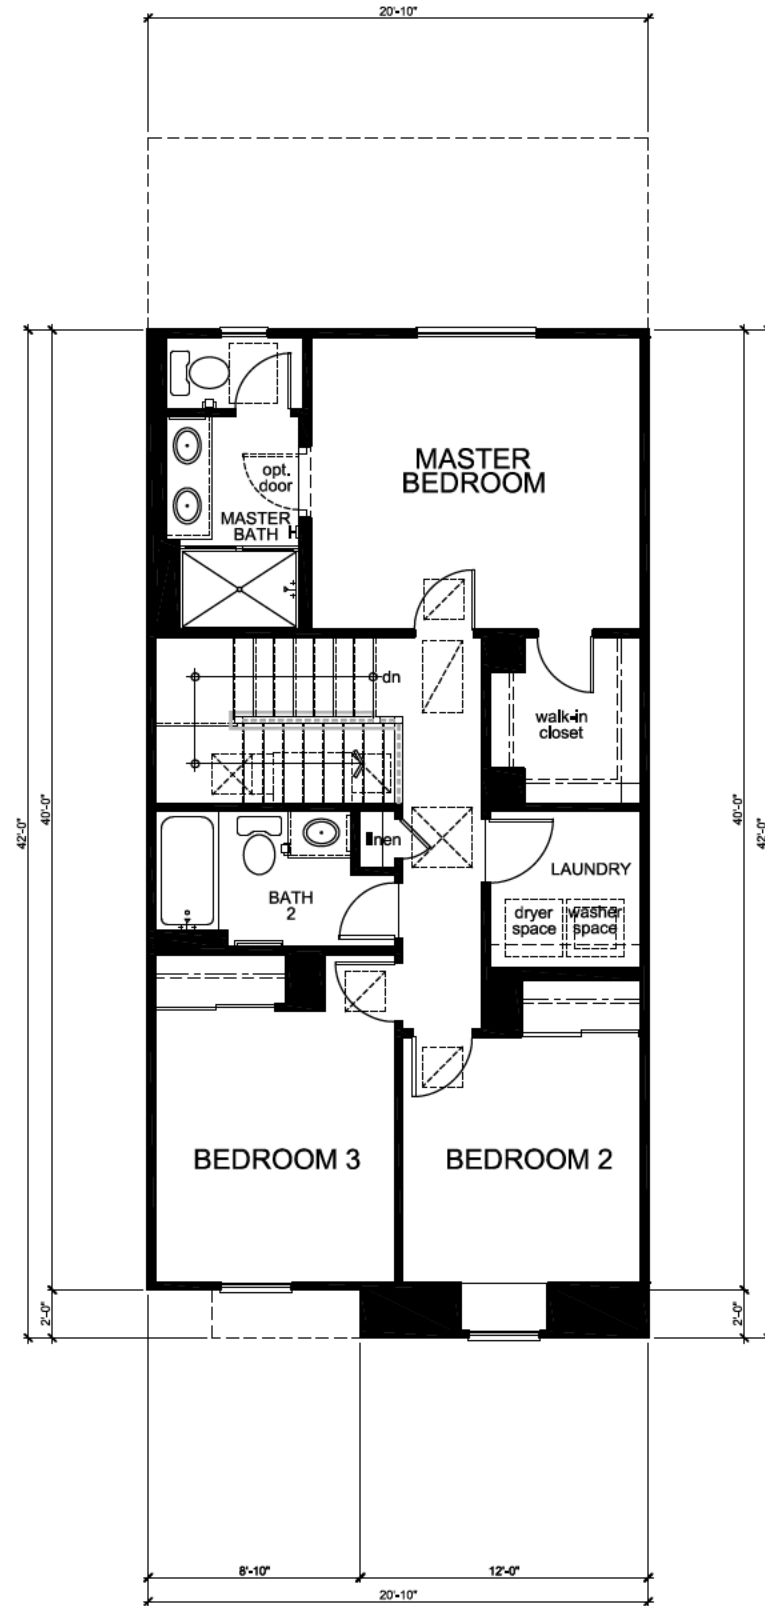 20'-10"
MASTER
BEDROOM
opt.
door
MASTER
BATH
dn
walk-in
closet
42'-0"
40'-0"
40'-0"
42'-0"
linen
LAUNDRY
BATH
2
dryer
space
washer
space
BEDROOM 3
BEDROOM 2
2'-0"
2'-0"
8'-10"
12'-0"
20'-10"